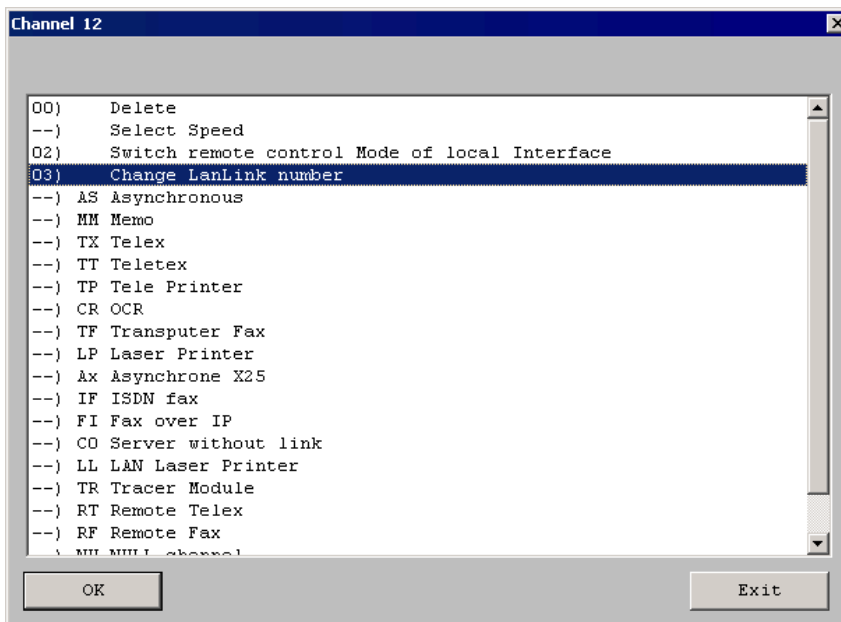 Channel 12
00) Delete
--) Select Speed
02) Switch remote control Mode of local Interface
03) Change LanLink number
--) AS Asynchronous
--) MM Memo
--) TX Telex
--) TT Teletex
--) TP Tele Printer
--) CR OCR
--) TF Transputer Fax
--) LP Laser Printer
--) Ax Asynchrone X25
--) IF ISDN fax
--) FI Fax over IP
--) CO Server without link
--) LL LAN Laser Printer
--) TR Tracer Module
--) RT Remote Telex
--) RF Remote Fax
--) NU NULL channel
OK Exit